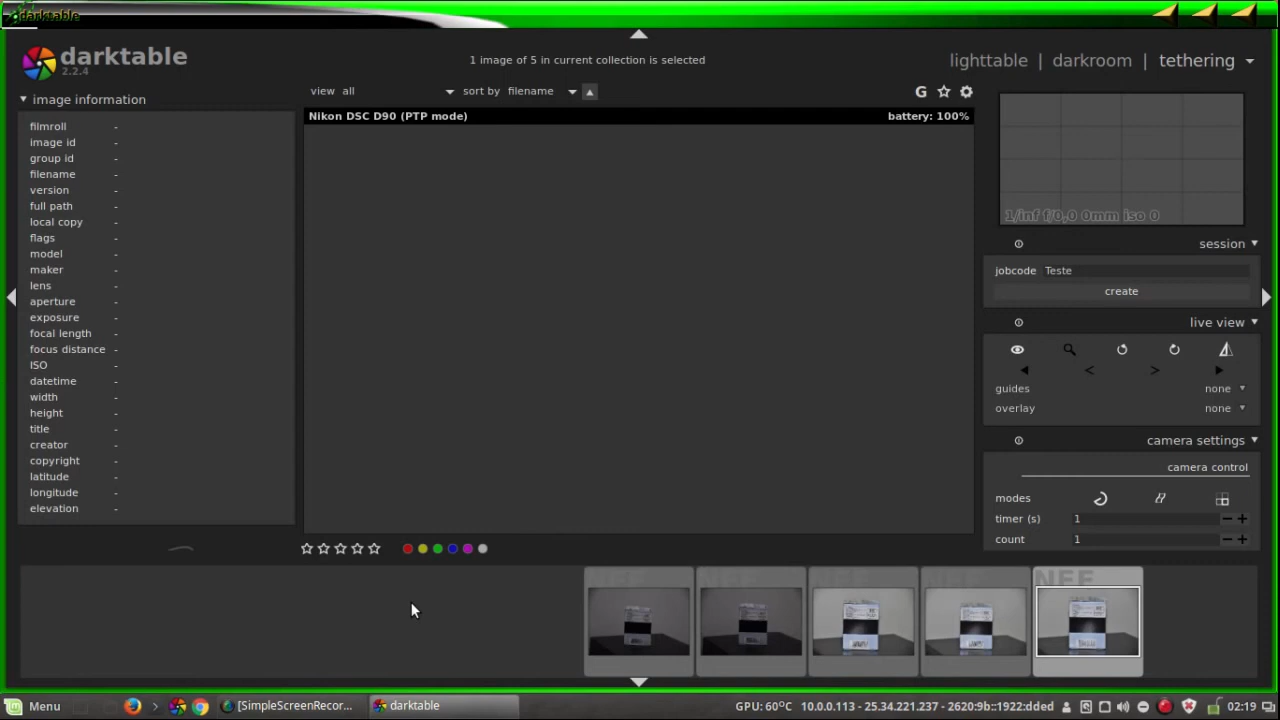 darktable
darktable
2.2.4
1 image of 5 in current collection is selected
lighttable | darkroom | tethering
image information
view all
sort by filename
G
Nikon DSC D90 (PTP mode)
battery: 100%
filmroll -
image id -
group id -
filename -
version -
full path -
local copy -
flags -
model -
maker -
lens -
aperture -
exposure -
focal length -
focus distance -
ISO -
datetime -
width -
height -
title -
creator -
copyright -
latitude -
longitude -
elevation -
1/inf f/0,0 0mm iso 0
session
jobcode Teste
create
live view
guides none
overlay none
camera settings
camera control
modes
timer (s) 1
count 1
NEF
Menu
[SimpleScreenRecor...
darktable
GPU: 60°C 10.0.0.113 - 25.34.221.237 - 2620:9b:1922:dded
02:19